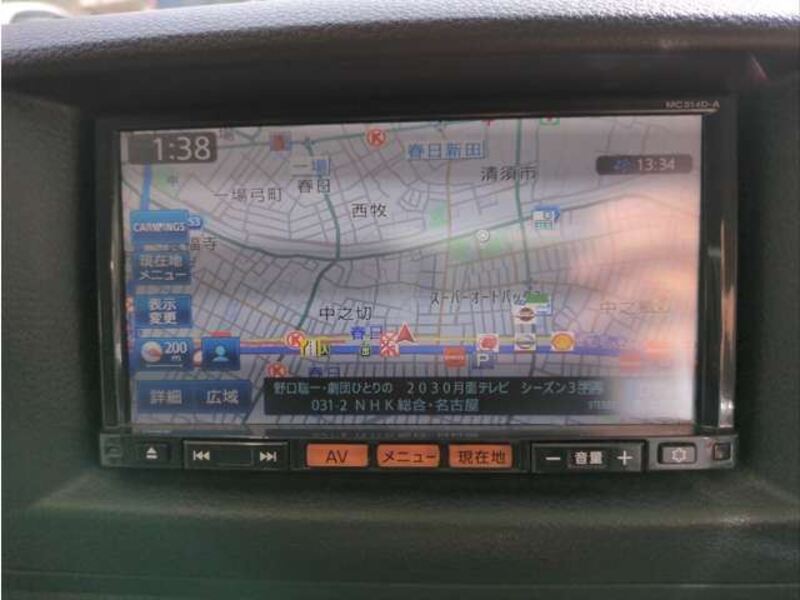 MC314D-A
1:38
春日新田
13:34
一場
春日
清須市
一場弓町
西牧
CARWINGS
福寺
現在地
メニュー
表示
変更
スーパーオートバックス
中之切
春日
200
m
P
詳細
広域
野口聡一・劇団ひとりの 2030月面テレビ シーズン3
031-2 NHK総合・名古屋
AV
メニュー
現在地
−
音量
+